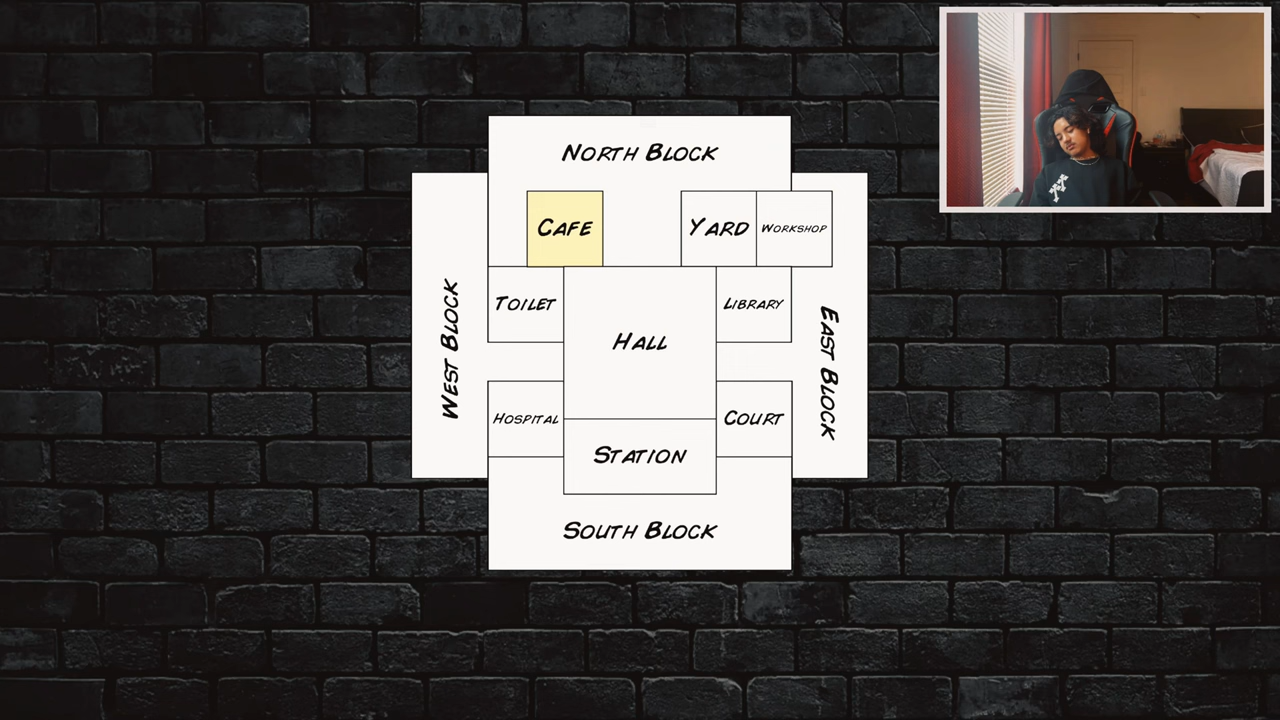 NORTH BLOCK
CAFE
YARD
WORKSHOP
WEST BLOCK
TOILET
HALL
LIBRARY
EAST BLOCK
HOSPITAL
COURT
STATION
SOUTH BLOCK